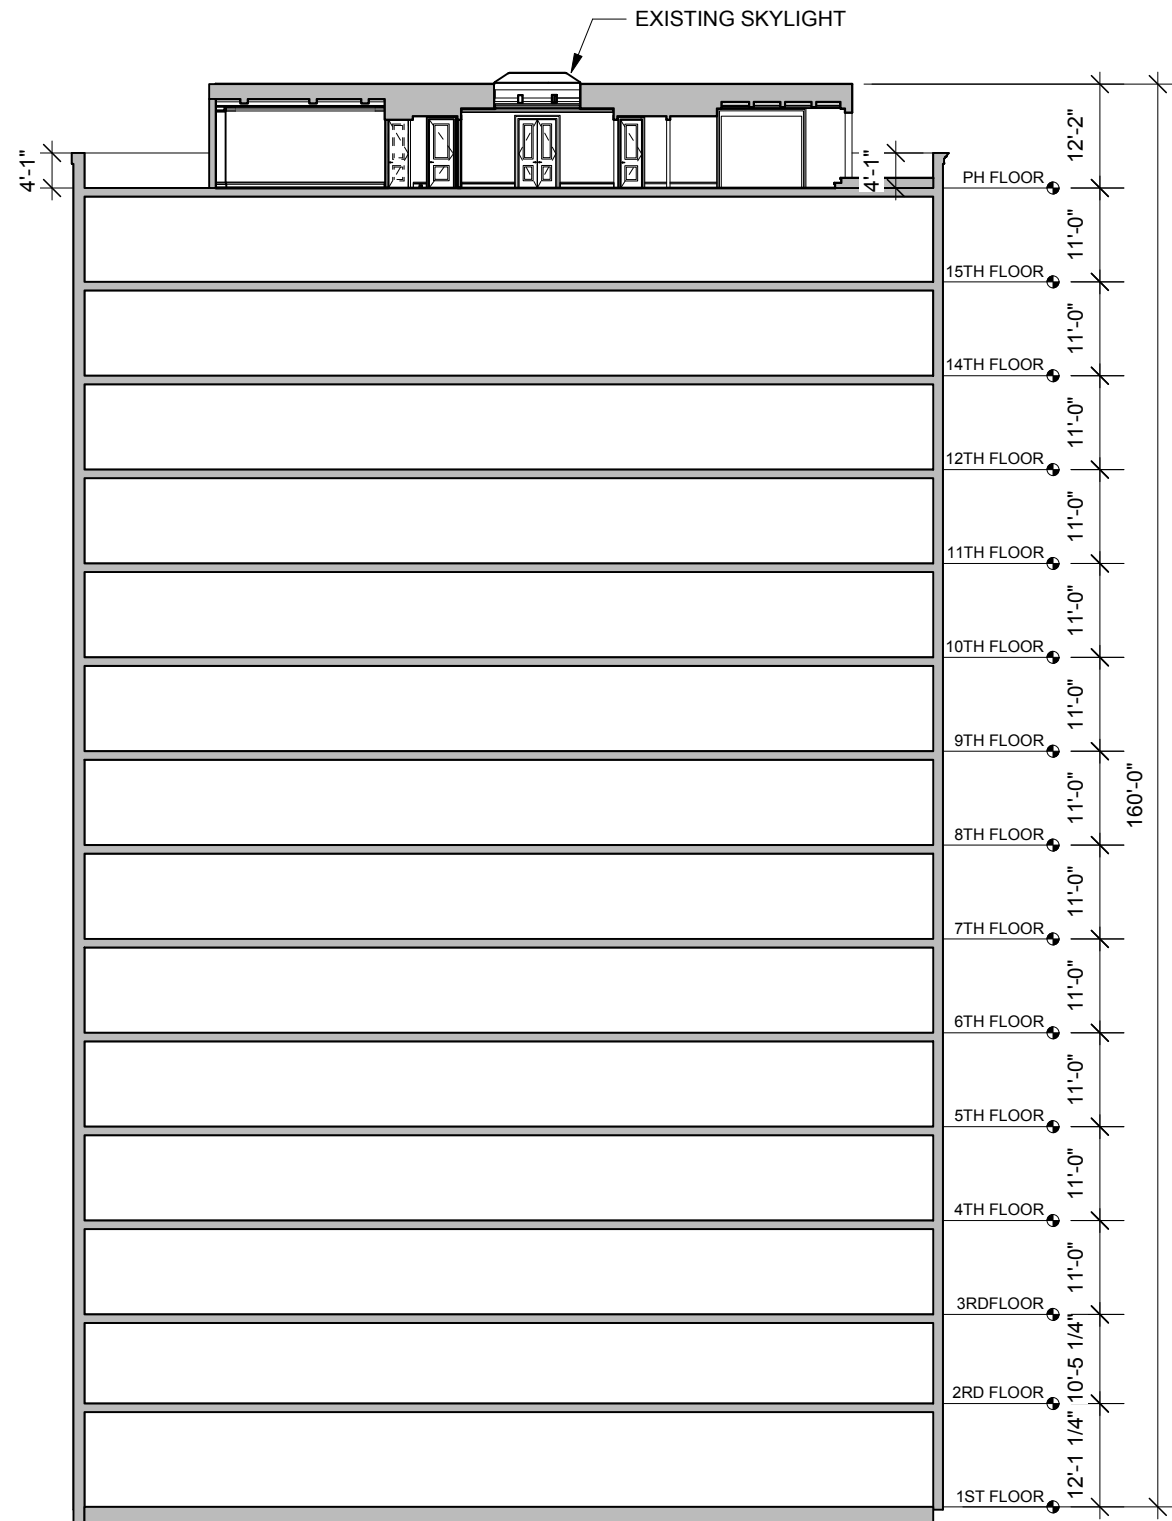 EXISTING SKYLIGHT
12'-2"
4'-1"
4'-1"
PH FLOOR
11'-0"
15TH FLOOR
11'-0"
14TH FLOOR
11'-0"
12TH FLOOR
11'-0"
11TH FLOOR
11'-0"
10TH FLOOR
11'-0"
9TH FLOOR
11'-0"
160'-0"
8TH FLOOR
11'-0"
7TH FLOOR
11'-0"
6TH FLOOR
11'-0"
5TH FLOOR
11'-0"
4TH FLOOR
11'-0"
3RDFLOOR
10'-5 1/4"
2RD FLOOR
12'-1 1/4"
1ST FLOOR